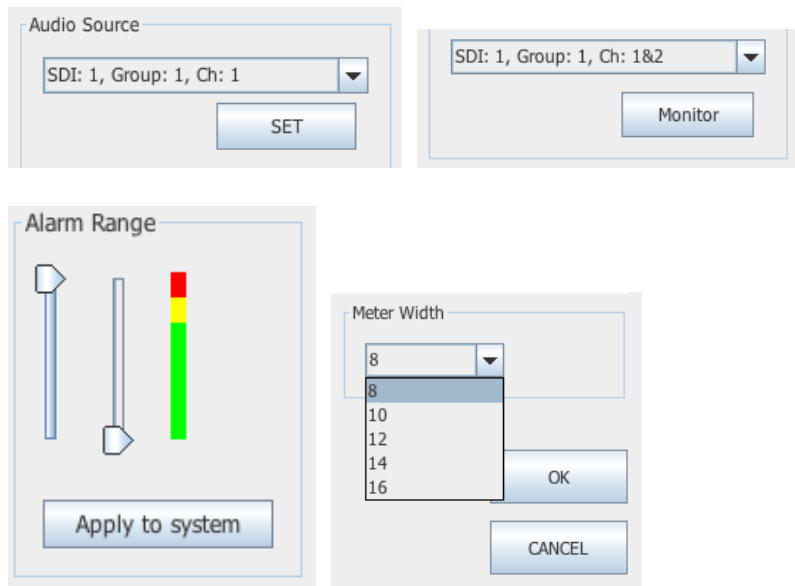 Audio Source
SDI: 1, Group: 1, Ch: 1
SET
SDI: 1, Group: 1, Ch: 1&2
Monitor
Alarm Range
Apply to system
Meter Width
8
8
10
12
14
16
OK
CANCEL